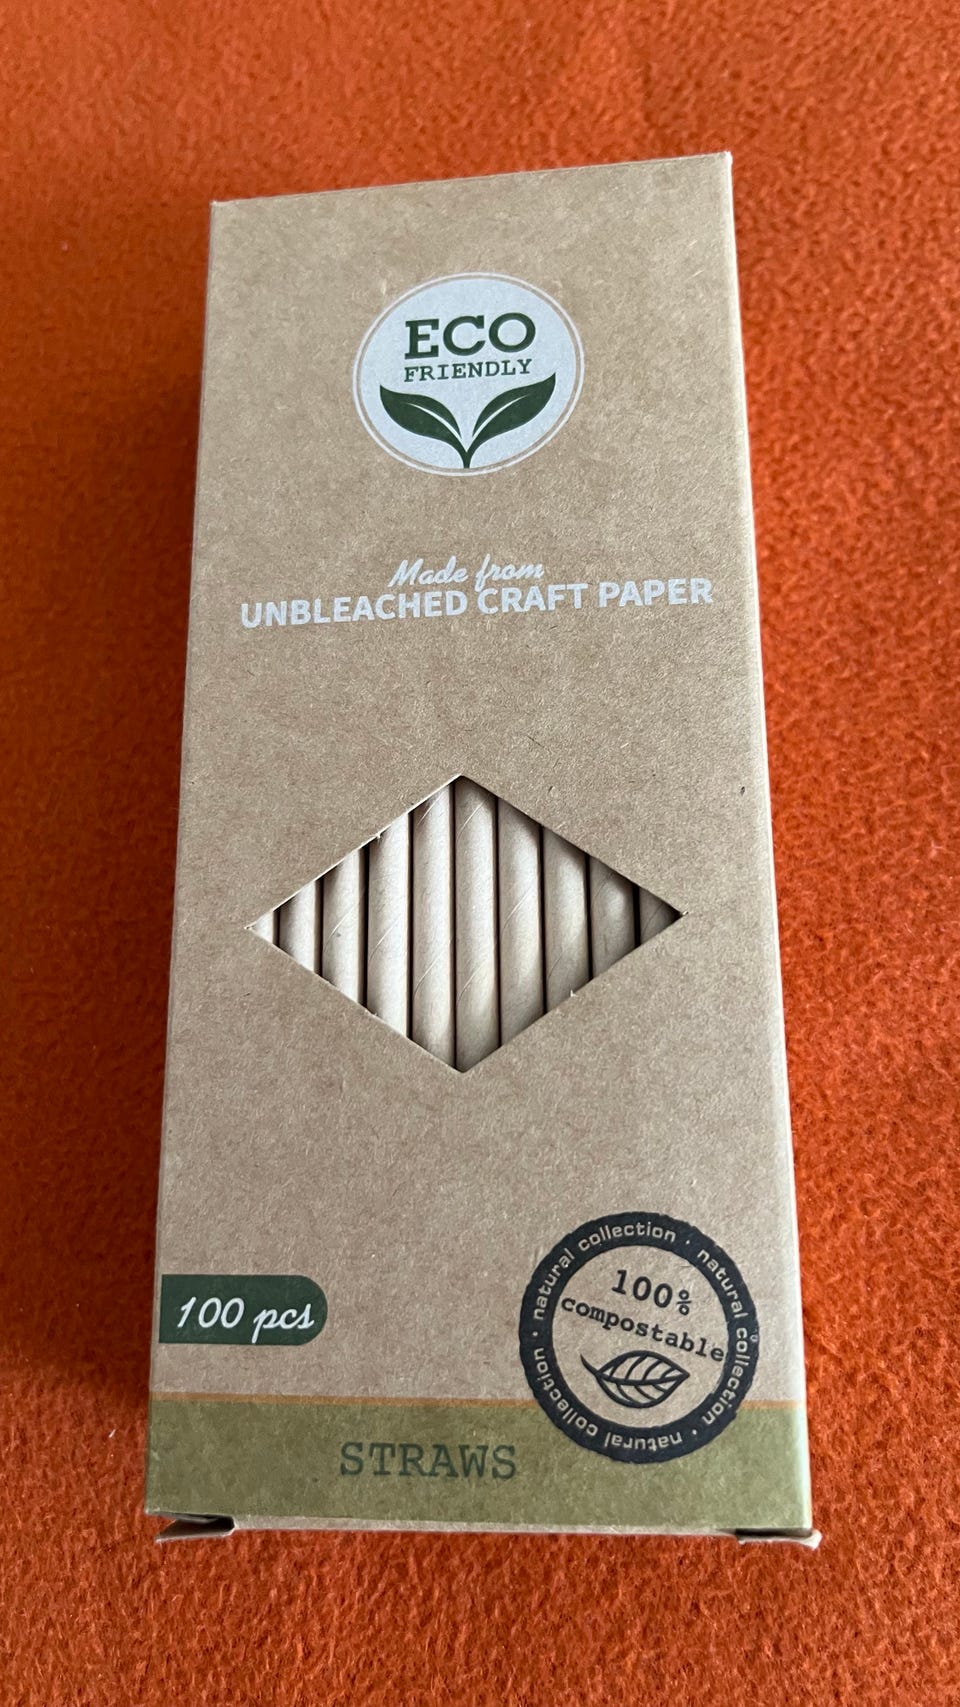 ECO
FRIENDLY
Made from
UNBLEACHED CRAFT PAPER
100 pcs
natural collection · natural collection · natural collection ·
100%
compostable
STRAWS